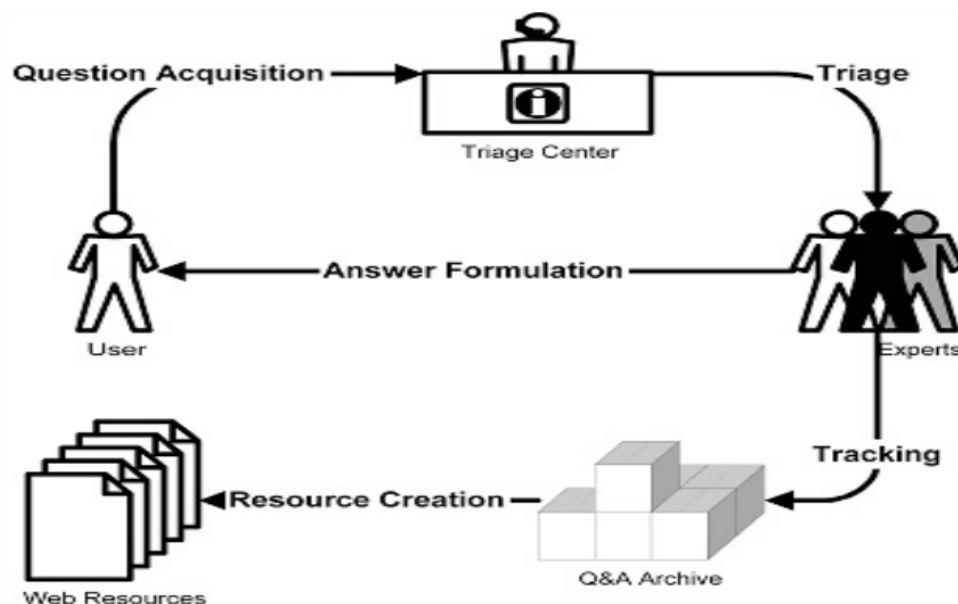 Question Acquisition
Triage
Triage Center
Answer Formulation
User
Experts
Tracking
Resource Creation
Q&A Archive
Web Resources